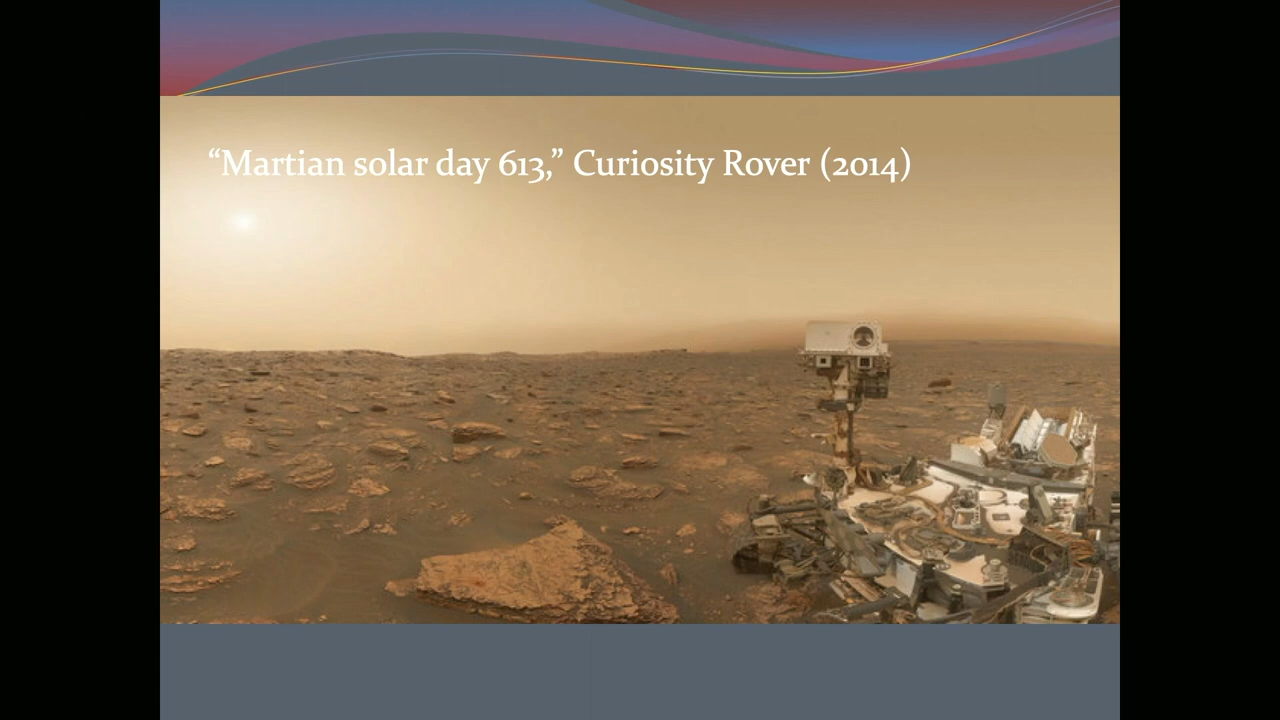 “Martian solar day 613,” Curiosity Rover (2014)